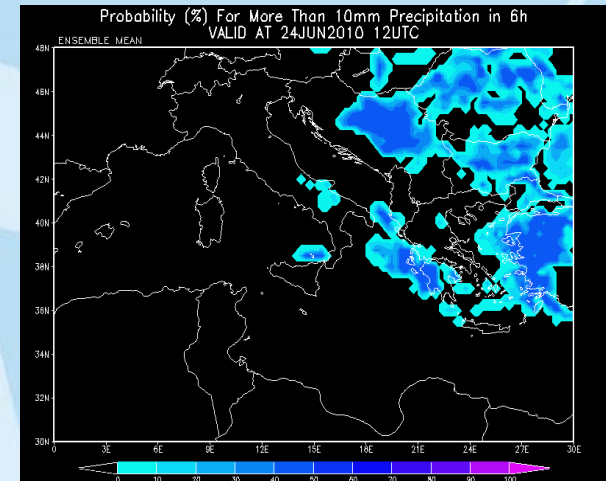 Probability (%) For More Than 10mm Precipitation in 6h
VALID AT 24JUN2010 12UTC
ENSEMBLE MEAN
48N
46N
44N
42N
40N
38N
36N
34N
32N
30N
0 3E 6E 9E 12E 15E 18E 21E 24E 27E 30E
0 10 20 30 40 50 60 70 80 90 100